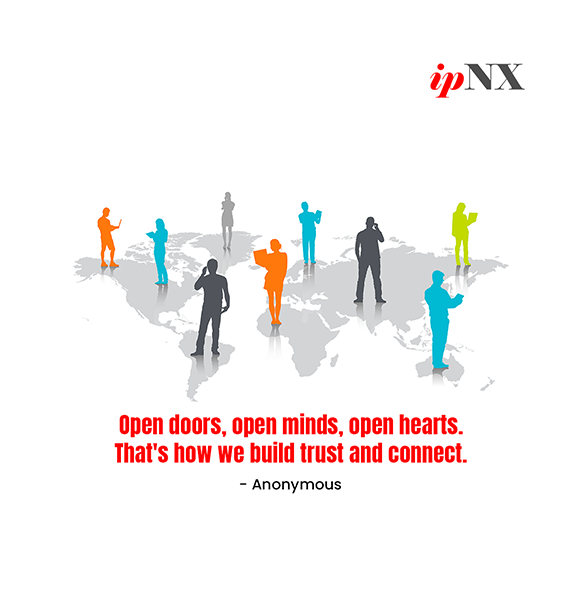 ipNX
Open doors, open minds, open hearts.
That's how we build trust and connect.
- Anonymous